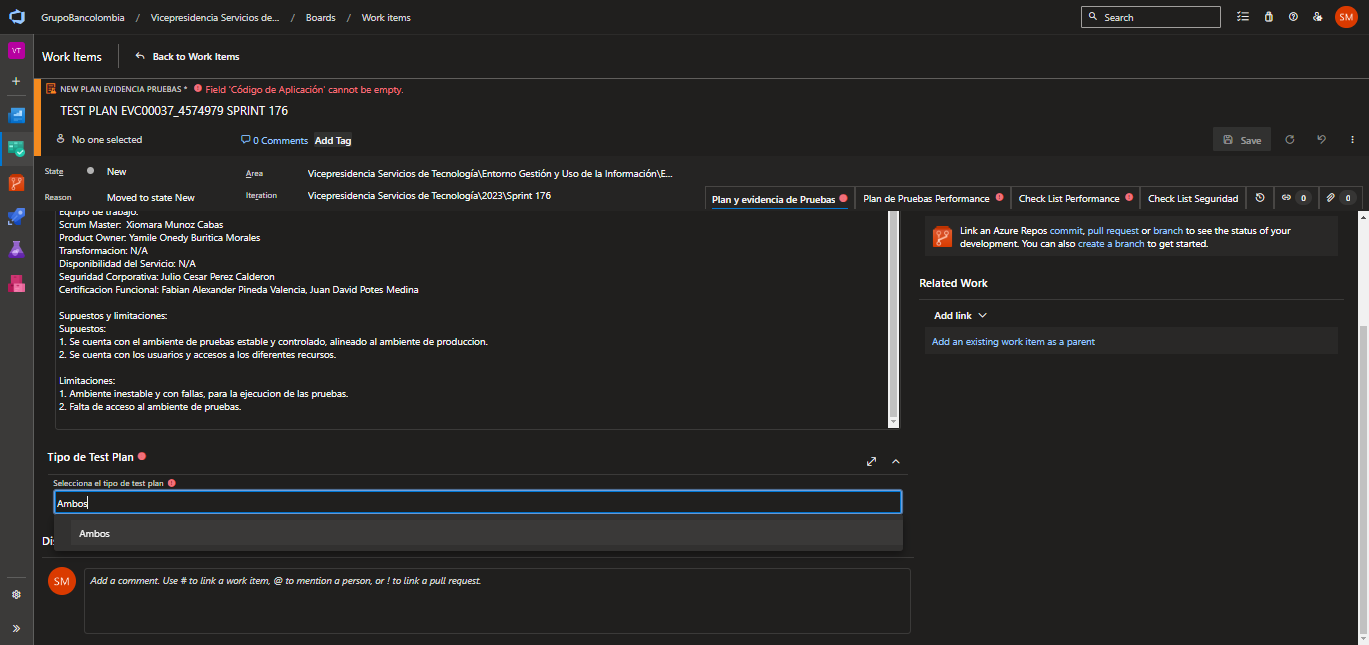 GrupoBancolombia / Vicepresidencia Servicios de... / Boards / Work items
Search
SM
VT
Work Items
Back to Work Items
NEW PLAN EVIDENCIA PRUEBAS * Field 'Código de Aplicación' cannot be empty.
TEST PLAN EVC00037_4574979 SPRINT 176
No one selected
0 Comments
Add Tag
Save
State
New
Area
Vicepresidencia Servicios de Tecnología\Entorno Gestión y Uso de la Información\E...
Reason
Moved to state New
Iteration
Vicepresidencia Servicios de Tecnología\2023\Sprint 176
Plan y evidencia de Pruebas
Plan de Pruebas Performance
Check List Performance
Check List Seguridad
0
0
Equipo de trabajo:
Scrum Master: Xiomara Munoz Cabas
Product Owner: Yamile Onedy Buritica Morales
Transformacion: N/A
Disponibilidad del Servicio: N/A
Seguridad Corporativa: Julio Cesar Perez Calderon
Certificacion Funcional: Fabian Alexander Pineda Valencia, Juan David Potes Medina
Supuestos y limitaciones:
Supuestos:
1. Se cuenta con el ambiente de pruebas estable y controlado, alineado al ambiente de produccion.
2. Se cuenta con los usuarios y accesos a los diferentes recursos.
Limitaciones:
1. Ambiente inestable y con fallas, para la ejecucion de las pruebas.
2. Falta de acceso al ambiente de pruebas.
Link an Azure Repos commit, pull request or branch to see the status of your
development. You can also create a branch to get started.
Related Work
Add link
Add an existing work item as a parent
Tipo de Test Plan
Selecciona el tipo de test plan
Ambos
Ambos
Di
SM
Add a comment. Use # to link a work item, @ to mention a person, or ! to link a pull request.